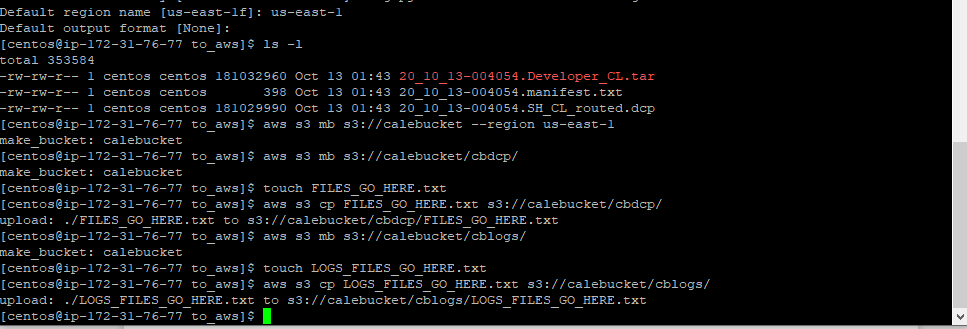 Default region name [us-east-1f]: us-east-1
Default output format [None]:
[centos@ip-172-31-76-77 to_aws]$ ls -l
total 353584
-rw-rw-r-- 1 centos centos 181032960 Oct 13 01:43 20_10_13-004054.Developer_CL.tar
-rw-rw-r-- 1 centos centos       398 Oct 13 01:43 20_10_13-004054.manifest.txt
-rw-rw-r-- 1 centos centos 181029990 Oct 13 01:43 20_10_13-004054.SH_CL_routed.dcp
[centos@ip-172-31-76-77 to_aws]$ aws s3 mb s3://calebucket --region us-east-1
make_bucket: calebucket
[centos@ip-172-31-76-77 to_aws]$ aws s3 mb s3://calebucket/cbdcp/
make_bucket: calebucket
[centos@ip-172-31-76-77 to_aws]$ touch FILES_GO_HERE.txt
[centos@ip-172-31-76-77 to_aws]$ aws s3 cp FILES_GO_HERE.txt s3://calebucket/cbdcp/
upload: ./FILES_GO_HERE.txt to s3://calebucket/cbdcp/FILES_GO_HERE.txt
[centos@ip-172-31-76-77 to_aws]$ aws s3 mb s3://calebucket/cblogs/
make_bucket: calebucket
[centos@ip-172-31-76-77 to_aws]$ touch LOGS_FILES_GO_HERE.txt
[centos@ip-172-31-76-77 to_aws]$ aws s3 cp LOGS_FILES_GO_HERE.txt s3://calebucket/cblogs/
upload: ./LOGS_FILES_GO_HERE.txt to s3://calebucket/cblogs/LOGS_FILES_GO_HERE.txt
[centos@ip-172-31-76-77 to_aws]$